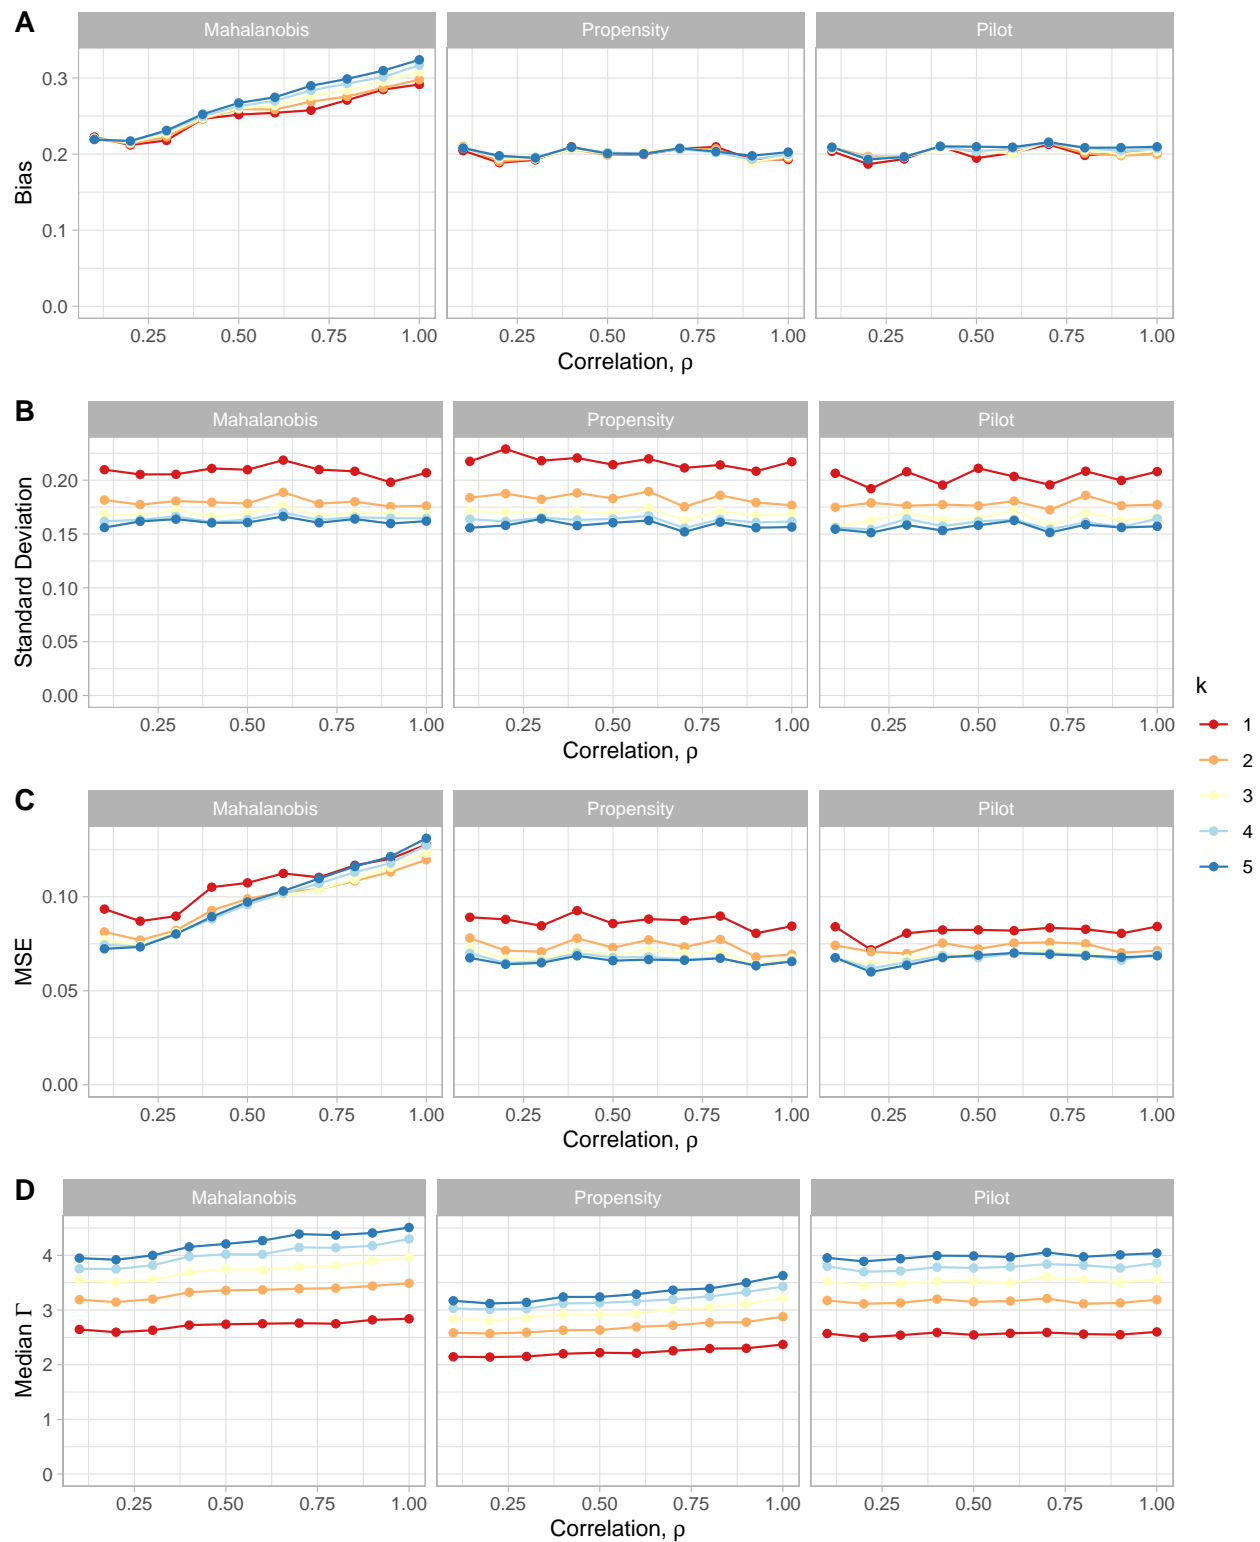 A
Mahalanobis Propensity Pilot
Bias
0.3
0.2
0.1
0.0
0.25 0.50 0.75 1.00 0.25 0.50 0.75 1.00 0.25 0.50 0.75 1.00
Correlation, ρ
B
Mahalanobis Propensity Pilot
Standard Deviation
0.20
0.15
0.10
0.05
0.00
0.25 0.50 0.75 1.00 0.25 0.50 0.75 1.00 0.25 0.50 0.75 1.00
Correlation, ρ
C
Mahalanobis Propensity Pilot
MSE
0.10
0.05
0.00
0.25 0.50 0.75 1.00 0.25 0.50 0.75 1.00 0.25 0.50 0.75 1.00
Correlation, ρ
D
Mahalanobis Propensity Pilot
Median Γ
4
3
2
1
0
0.25 0.50 0.75 1.00 0.25 0.50 0.75 1.00 0.25 0.50 0.75 1.00
Correlation, ρ
k
1
2
3
4
5